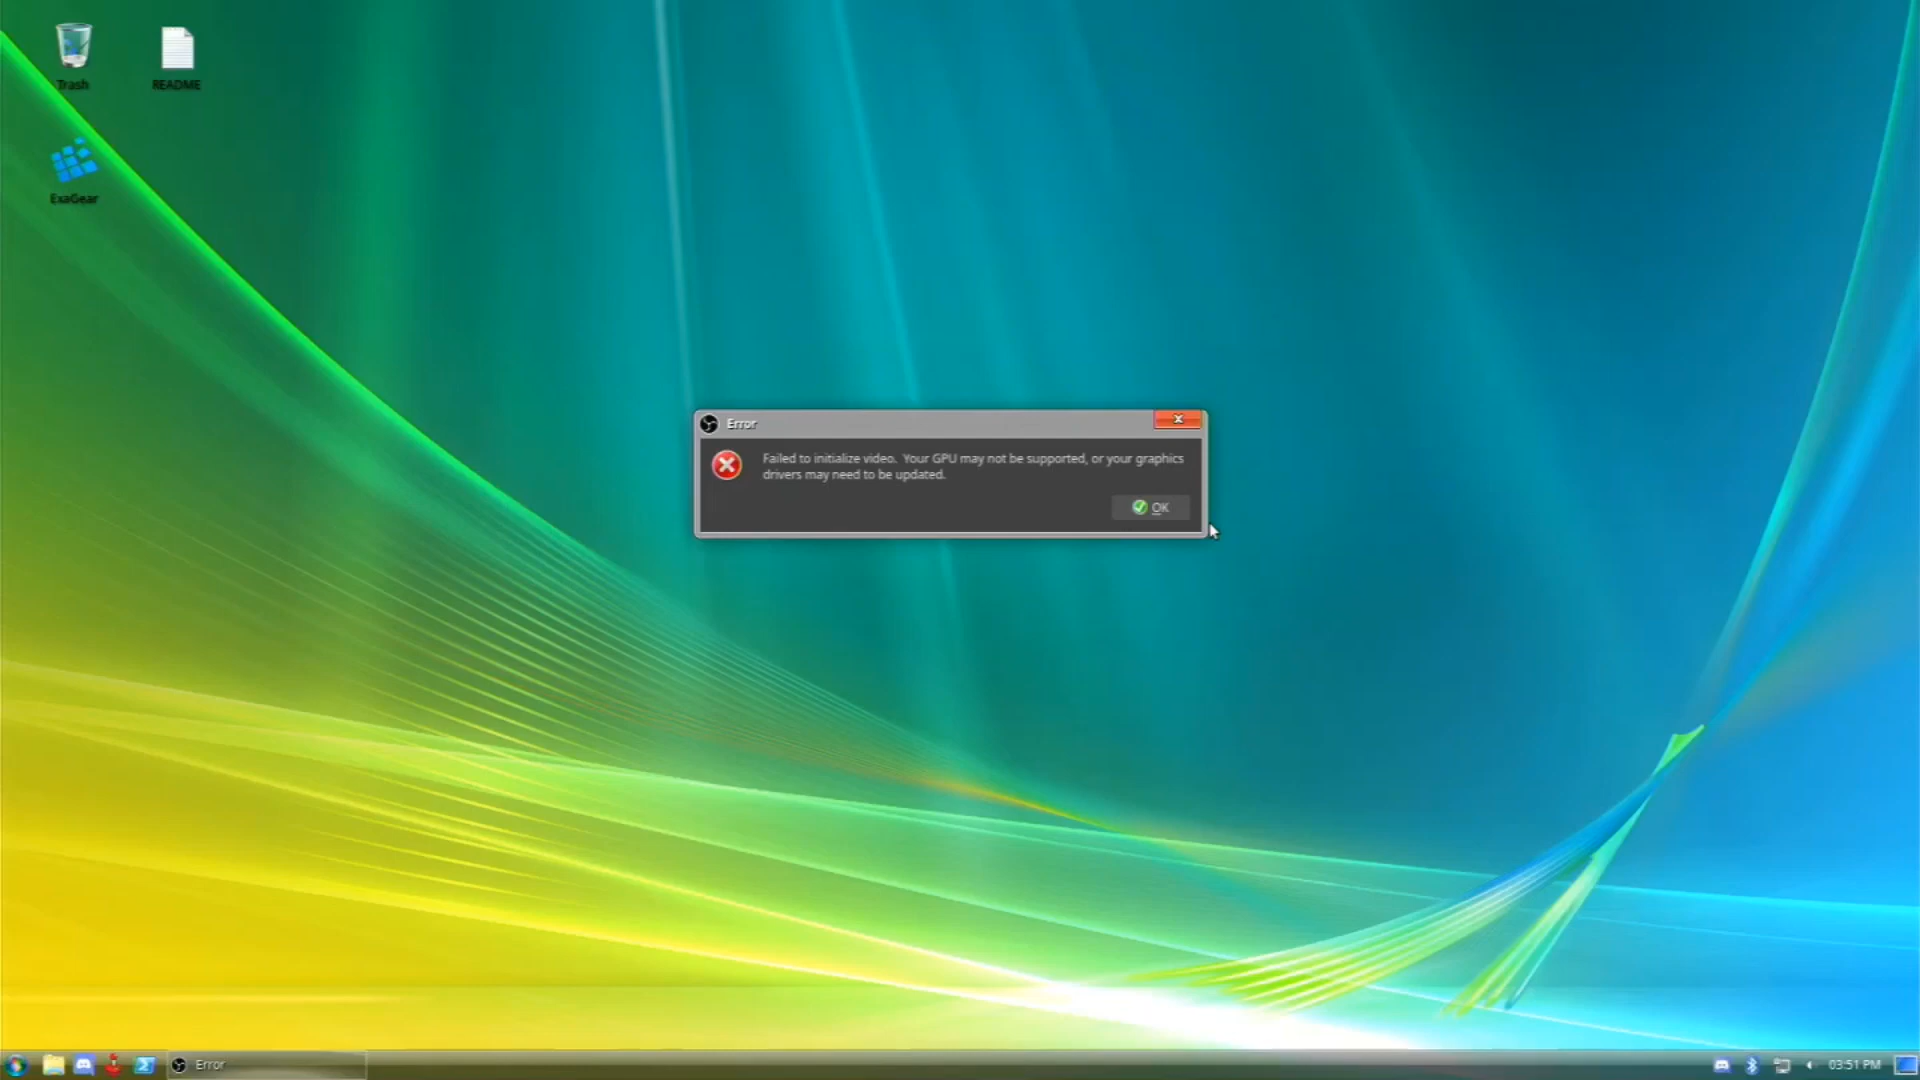 Trash
README
ExaGear
Error
Failed to initialize video.  Your GPU may not be supported, or your graphics
drivers may need to be updated.
OK
Error
03:51 PM